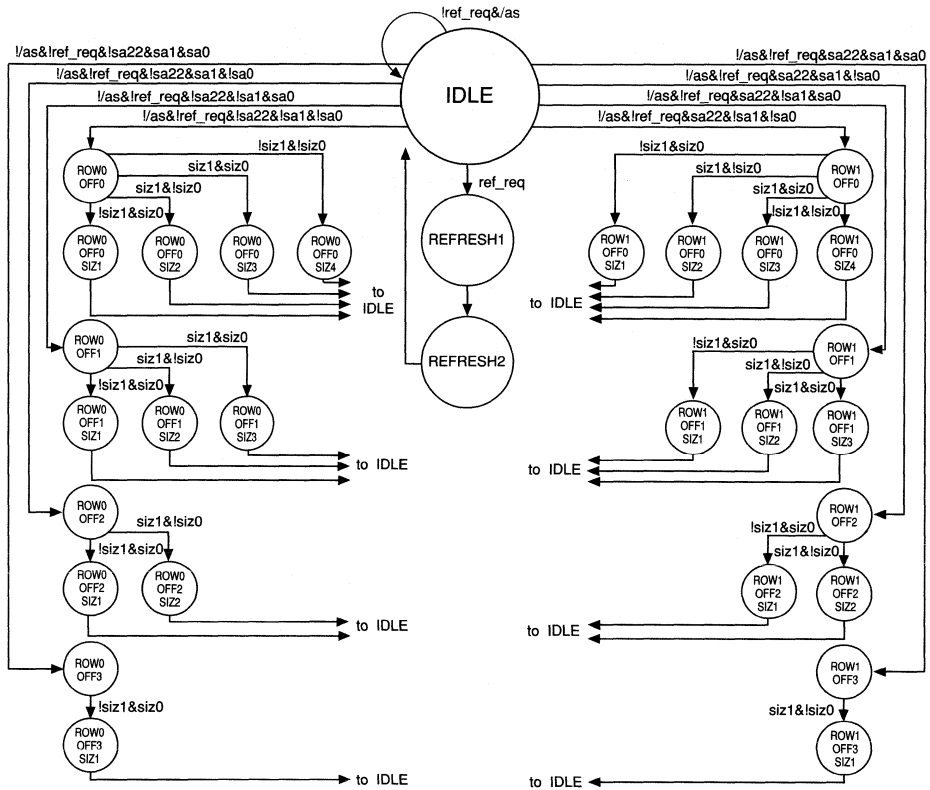 !ref_req&/as
!/as&!ref_req&!sa22&sa1&sa0
!/as&!ref_req&sa22&sa1&sa0
!/as&!ref_req&!sa22&sa1&!sa0
!/as&!ref_req&sa22&sa1&!sa0
IDLE
!/as&!ref_req&sa22&!sa1&sa0
!/as&!ref_req&!sa22&!sa1&sa0
!/as&!ref_req&!sa22&!sa1&!sa0
!/as&!ref_req&sa22&!sa1&!sa0
ROW0
OFF0
!siz1&!siz0
siz1&siz0
siz1&!siz0
!siz1&siz0
ref_req
!siz1&siz0
siz1&!siz0
siz1&siz0
!siz1&!siz0
ROW1
OFF0
ROW0
OFF0
SIZ1
ROW0
OFF0
SIZ2
ROW0
OFF0
SIZ3
ROW0
OFF0
SIZ4
REFRESH1
ROW1
OFF0
SIZ1
ROW1
OFF0
SIZ2
ROW1
OFF0
SIZ3
ROW1
OFF0
SIZ4
to
IDLE
to IDLE
ROW0
OFF1
siz1&siz0
siz1&!siz0
!siz1&siz0
REFRESH2
!siz1&siz0
siz1&!siz0
siz1&siz0
ROW1
OFF1
ROW0
OFF1
SIZ1
ROW0
OFF1
SIZ2
ROW0
OFF1
SIZ3
ROW1
OFF1
SIZ1
ROW1
OFF1
SIZ2
ROW1
OFF1
SIZ3
to IDLE
to IDLE
ROW0
OFF2
siz1&!siz0
!siz1&siz0
!siz1&siz0
siz1&!siz0
ROW1
OFF2
ROW0
OFF2
SIZ1
ROW0
OFF2
SIZ2
ROW1
OFF2
SIZ1
ROW1
OFF2
SIZ2
to IDLE
to IDLE
ROW0
OFF3
!siz1&siz0
ROW1
OFF3
siz1&!siz0
ROW0
OFF3
SIZ1
ROW1
OFF3
SIZ1
to IDLE
to IDLE